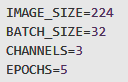 IMAGE_SIZE=224
BATCH_SIZE=32
CHANNELS=3
EPOCHS=5